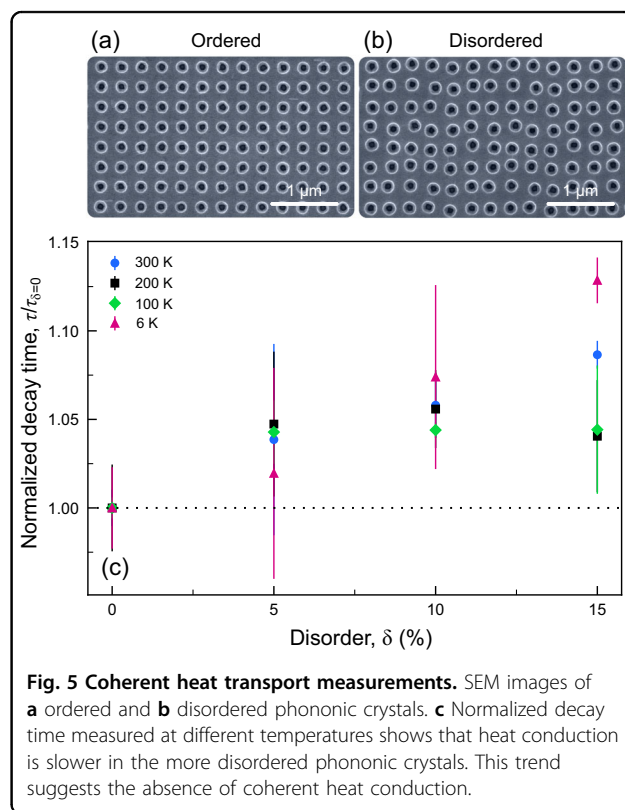 (a) Ordered
(b) Disordered
1 μm
1 μm
1.15
1.10
1.05
1.00
Normalized decay time, τ/τδ=0
300 K
200 K
100 K
6 K
(c)
0
5
10
15
Disorder, δ (%)
Fig. 5 Coherent heat transport measurements. SEM images of
a ordered and b disordered phononic crystals. c Normalized decay
time measured at different temperatures shows that heat conduction
is slower in the more disordered phononic crystals. This trend
suggests the absence of coherent heat conduction.